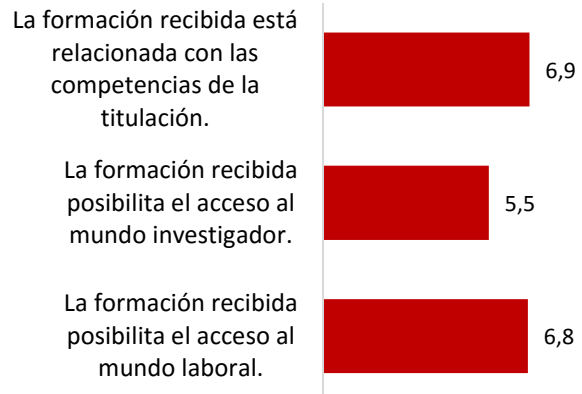 La formación recibida está
relacionada con las
competencias de la
titulación.
6,9
La formación recibida
posibilita el acceso al
mundo investigador.
5,5
La formación recibida
posibilita el acceso al
mundo laboral.
6,8